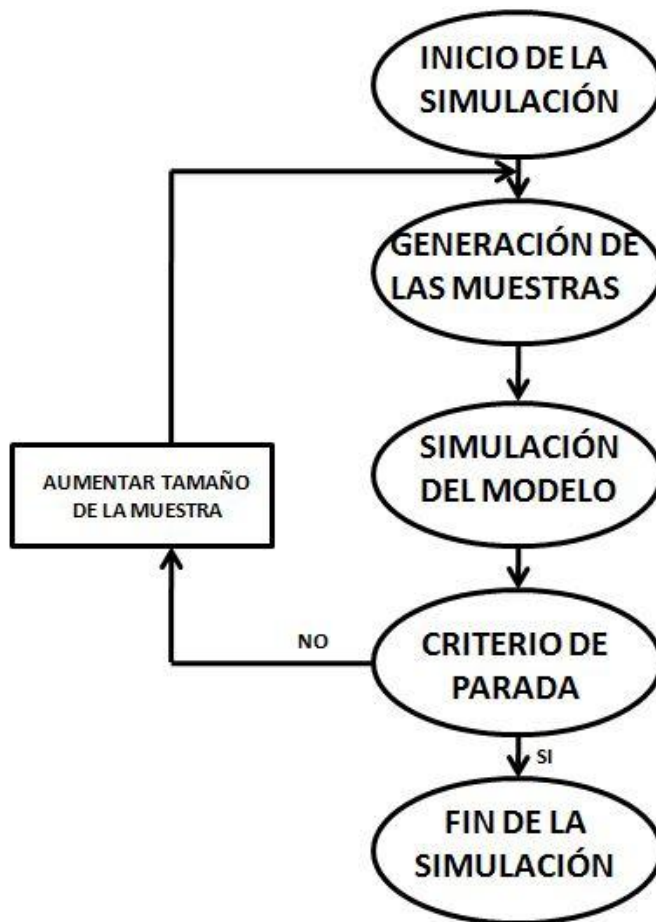 INICIO DE LA
SIMULACIÓN
GENERACIÓN DE
LAS MUESTRAS
SIMULACIÓN
DEL MODELO
AUMENTAR TAMAÑO
DE LA MUESTRA
NO
CRITERIO DE
PARADA
SI
FIN DE LA
SIMULACIÓN